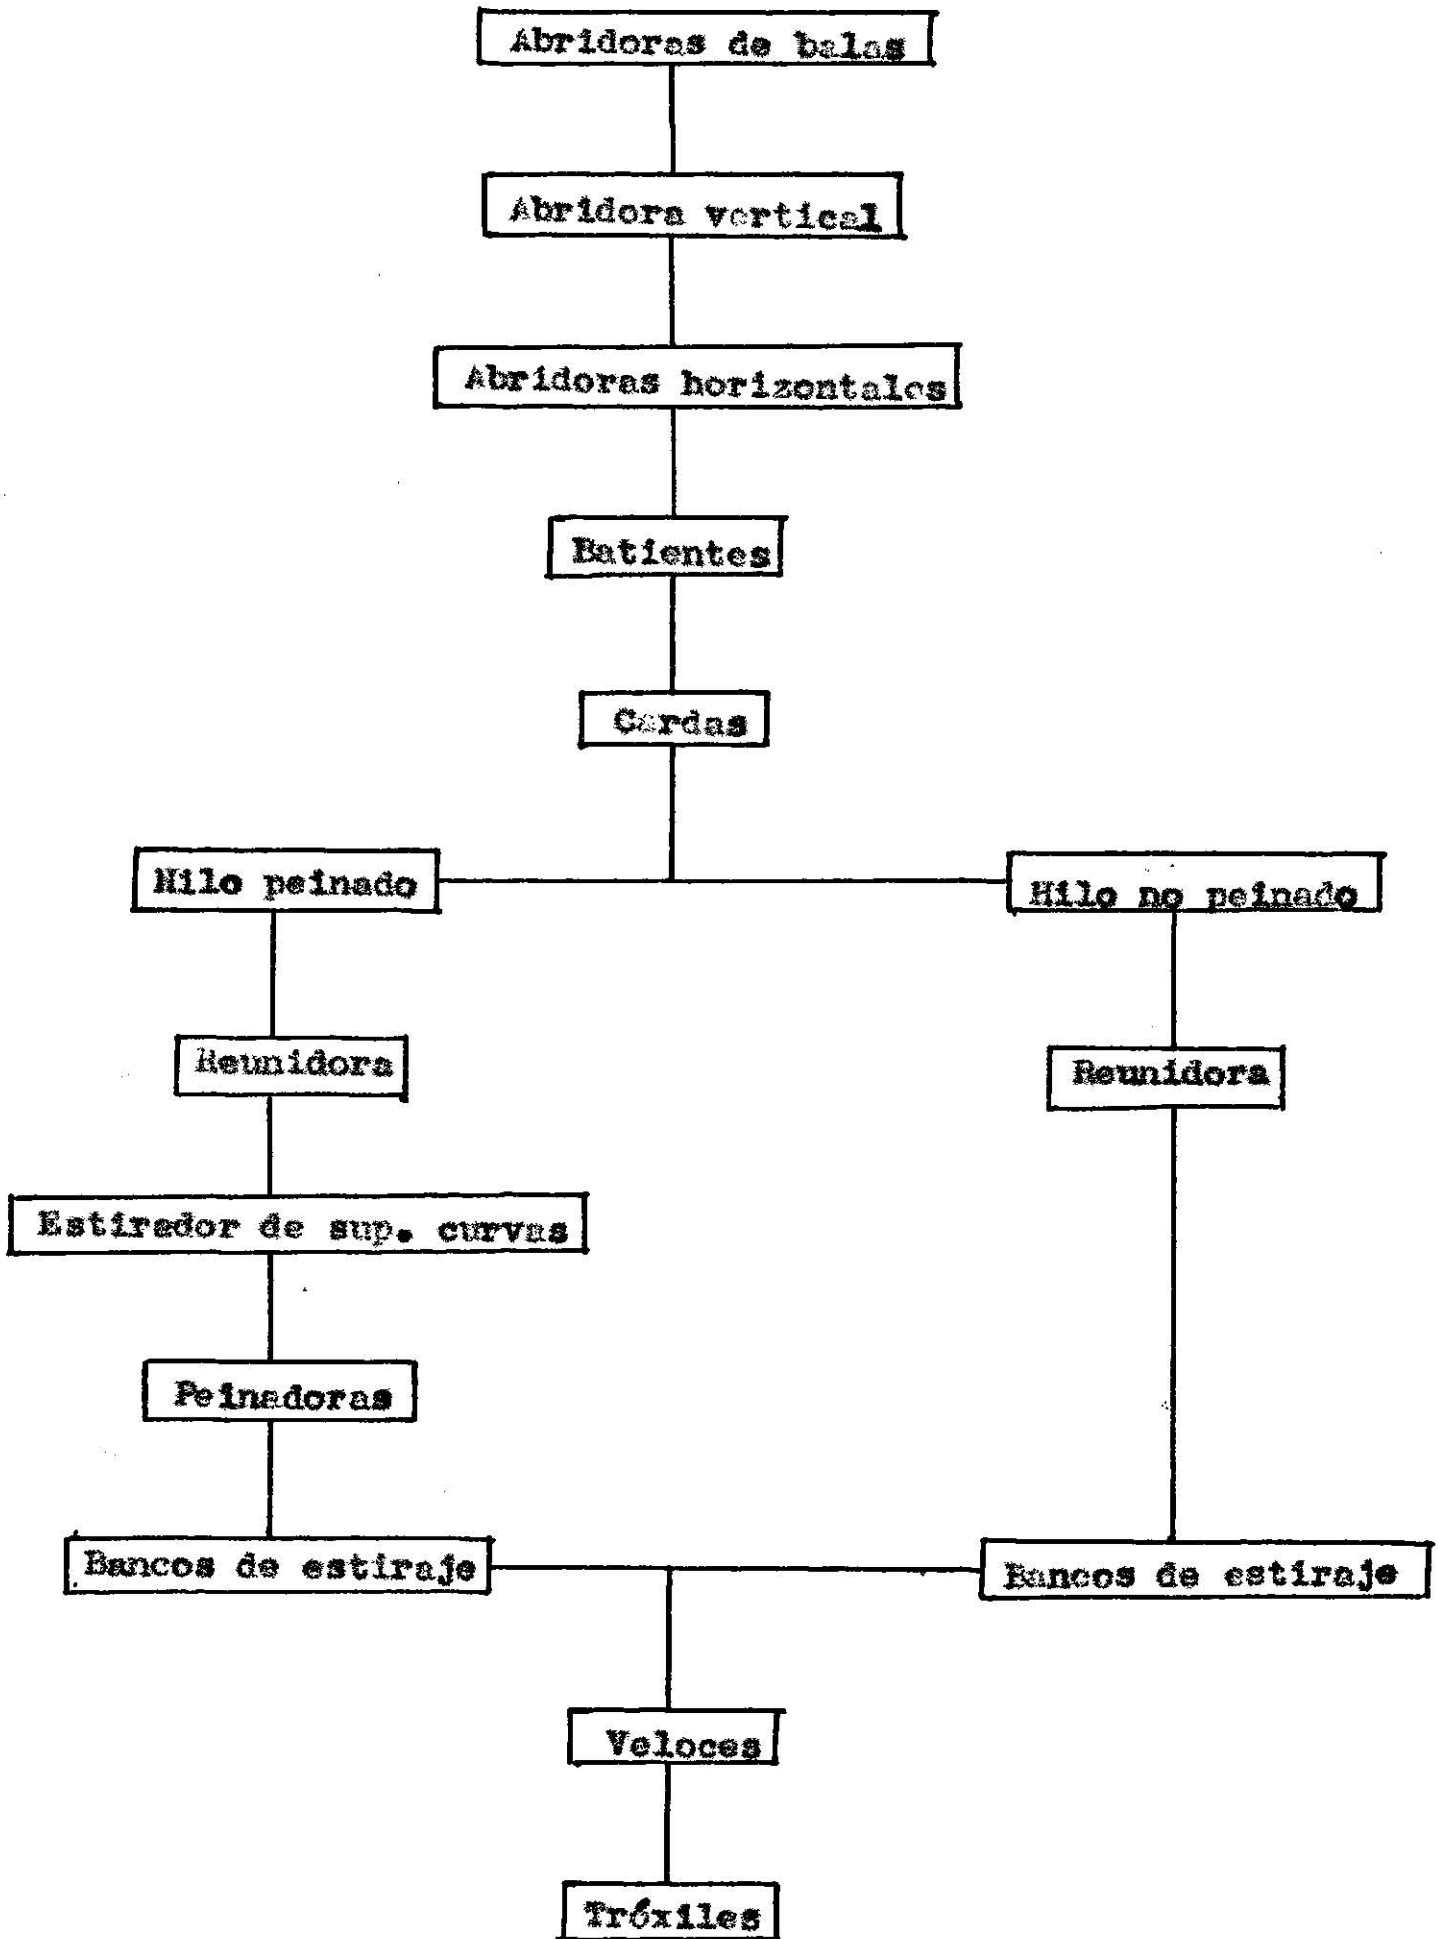 Abridoras de balas
Abridora vertical
Abridoras horizontales
Batientes
Cardas
Hilo peinado
Hilo no peinado
Reunidora
Reunidora
Estirador de sup. curvas
Peinadoras
Bancos de estiraje
Bancos de estiraje
Veloces
Tróxiles